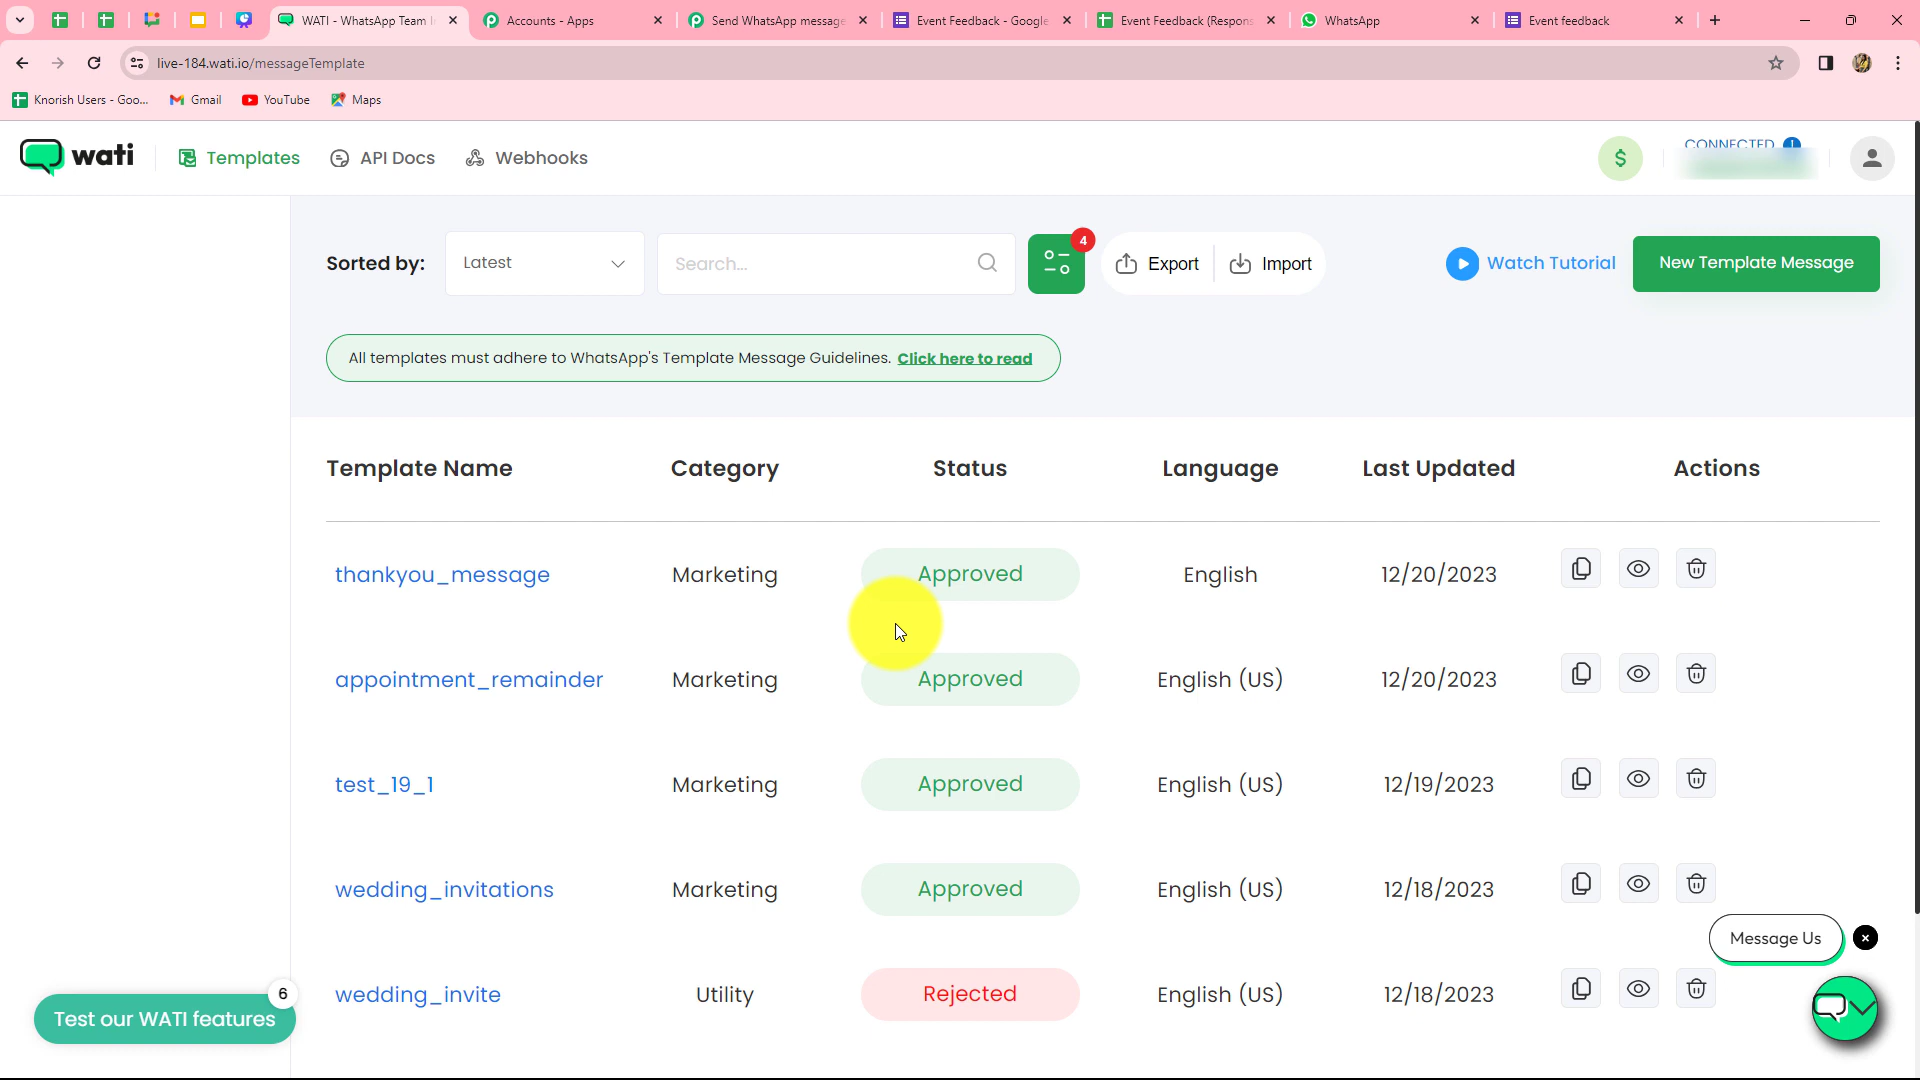 WATI - WhatsApp Team I
Accounts - Apps
Send WhatsApp message
Event Feedback - Google
Event Feedback (Respons
WhatsApp
Event feedback
live-184.wati.io/messageTemplate
Knorish Users - Goo...
Gmail
YouTube
Maps
wati
Templates
API Docs
Webhooks
$
CONNECTED
Sorted by:
Latest
Search...
4
Export
Import
Watch Tutorial
New Template Message
All templates must adhere to WhatsApp's Template Message Guidelines. Click here to read
Template Name Category Status Language Last Updated Actions
thankyou_message Marketing Approved English 12/20/2023
appointment_remainder Marketing Approved English (US) 12/20/2023
test_19_1 Marketing Approved English (US) 12/19/2023
wedding_invitations Marketing Approved English (US) 12/18/2023
Message Us
wedding_invite Utility Rejected English (US) 12/18/2023
6
Test our WATI features